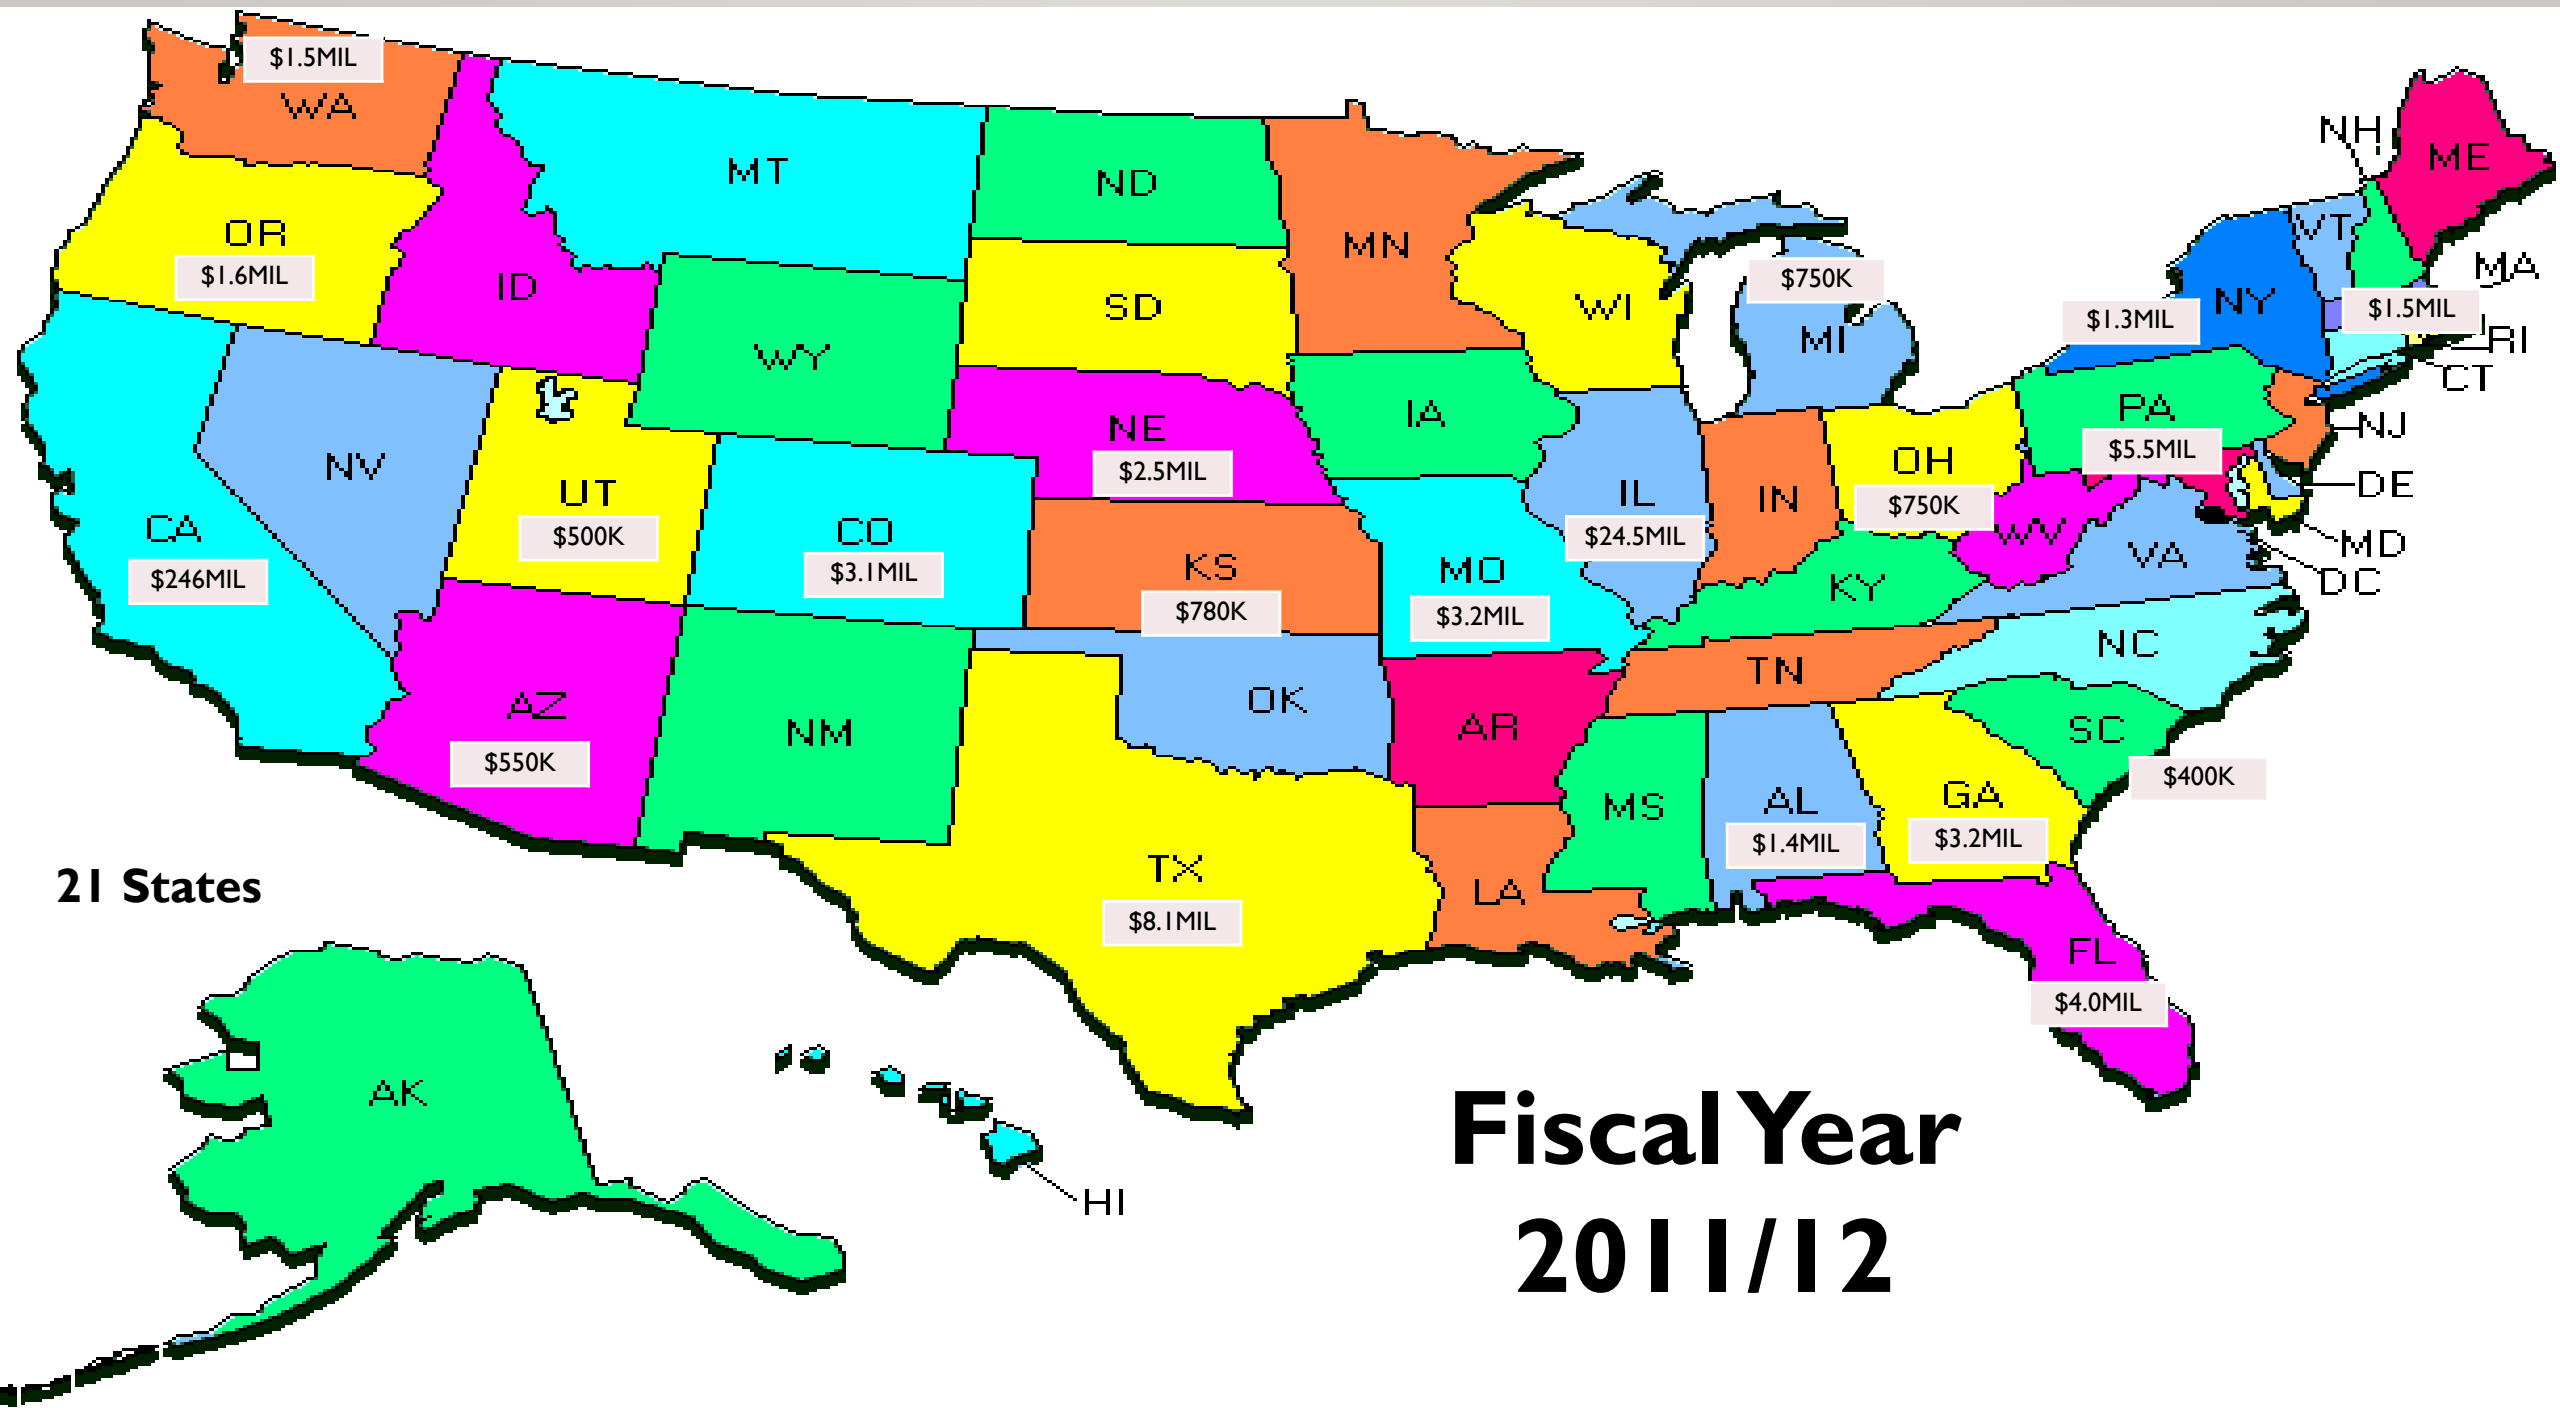 $1.5MIL
WA
NH
ME
MT
ND
OR
$1.6MIL
ID
MN
VT
MA
$750K
SD
WI
NY
$1.5MIL
$1.3MIL
MI
RI
WY
CT
IA
PA
NE
NJ
$5.5MIL
NV
$2.5MIL
OH
UT
IL
IN
DE
$750K
CA
CO
WV
$500K
$24.5MIL
MD
VA
$246MIL
$3.1MIL
KS
MO
KY
DC
$780K
$3.2MIL
NC
TN
AZ
OK
NM
AR
SC
$550K
$400K
MS
AL
GA
$1.4MIL
$3.2MIL
TX
21 States
LA
$8.1MIL
FL
$4.0MIL
AK
Fiscal Year
HI
2011/12